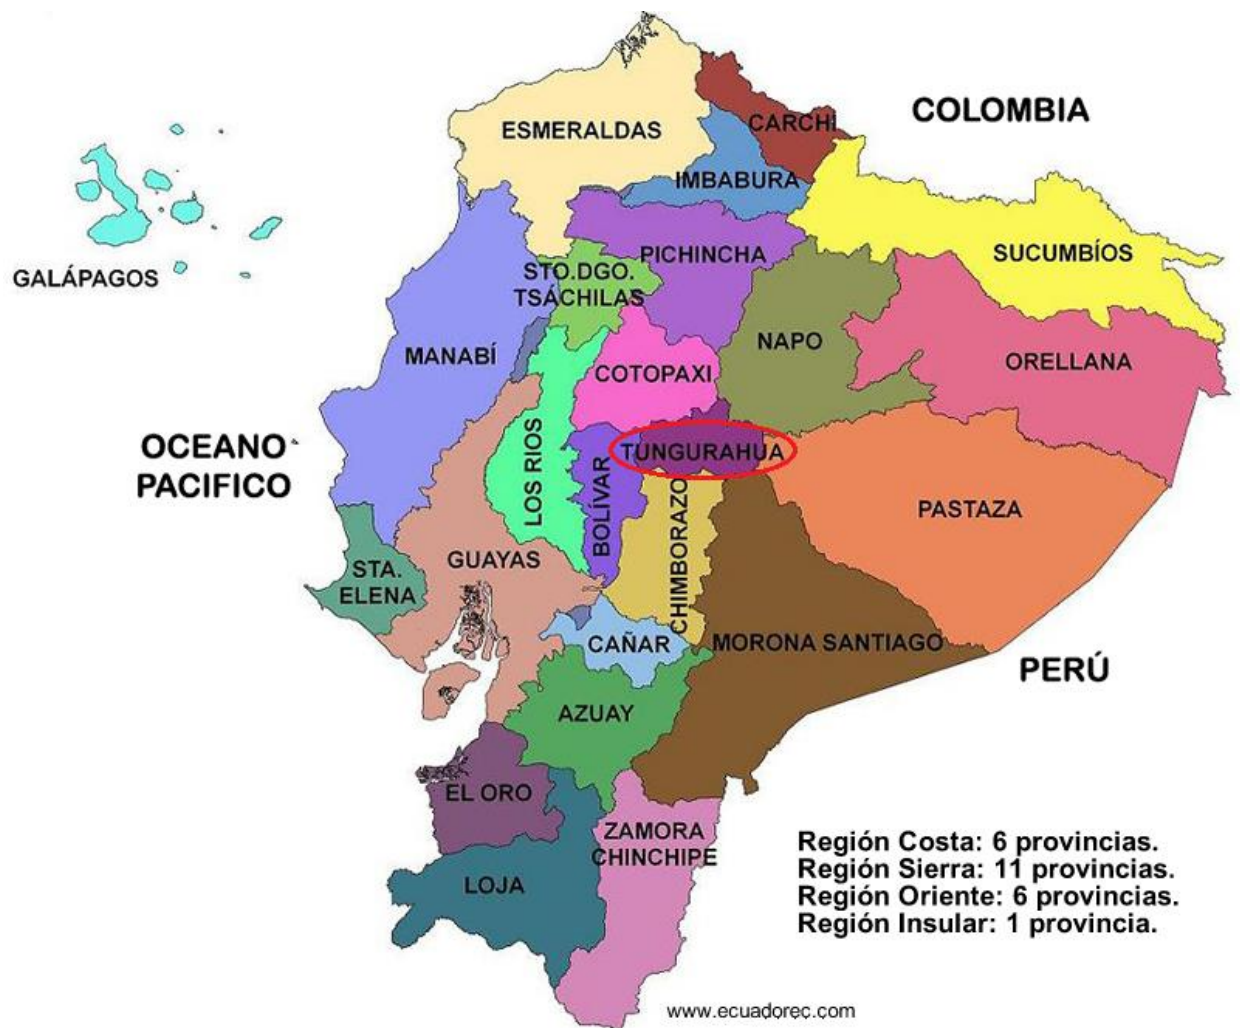 COLOMBIA
ESMERALDAS
CARCHÍ
IMBABURA
SUCUMBÍOS
PICHINCHA
GALÁPAGOS
STO.DGO.
TSÁCHILAS
NAPO
MANABÍ
ORELLANA
COTOPAXI
OCEANO
PACIFICO
TUNGURAHUA
LOS RIOS
BOLÍVAR
PASTAZA
CHIMBORAZO
GUAYAS
STA.
ELENA
CAÑAR
MORONA SANTIAGO
PERÚ
AZUAY
EL ORO
ZAMORA
CHINCHIPE
LOJA
Región Costa: 6 provincias.
Región Sierra: 11 provincias.
Región Oriente: 6 provincias.
Región Insular: 1 provincia.
www.ecuadorec.com